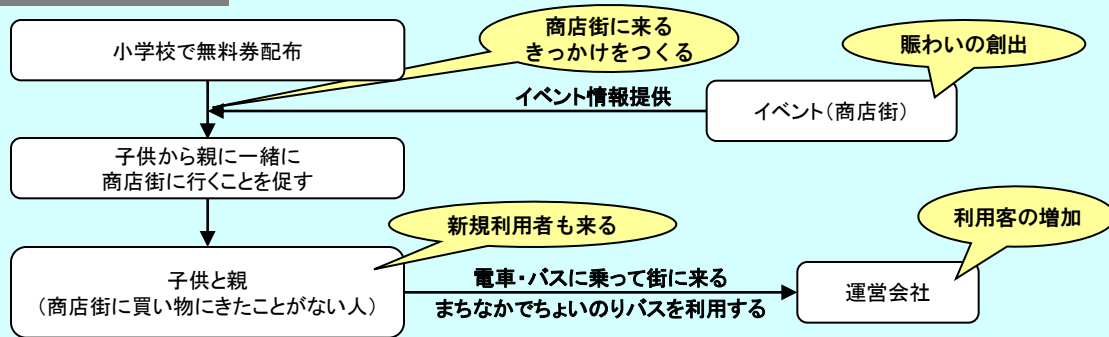 小学校で無料券配布
商店街に来る
きっかけをつくる
賑わいの創出
イベント情報提供
イベント(商店街)
子供から親に一緒に
商店街に行くことを促す
新規利用者も来る
利用客の増加
子供と親
(商店街に買い物にきたことがない人)
電車・バスに乗って街に来る
まちなかでちょいのりバスを利用する
運営会社